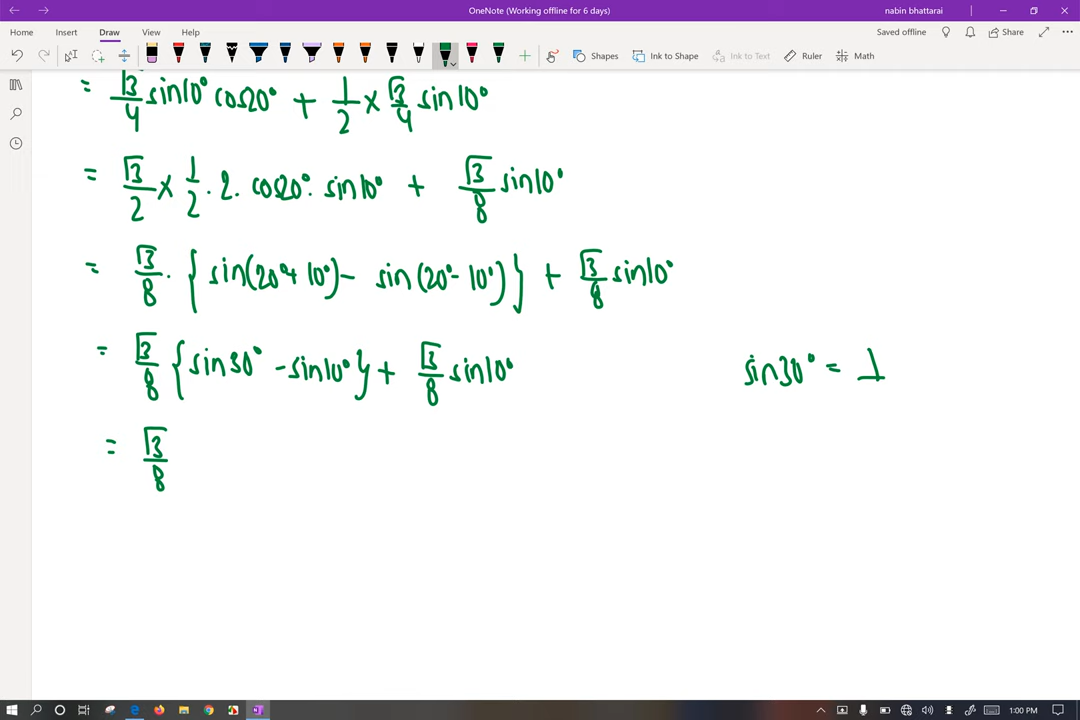 OneNote (Working offline for 6 days)
nabin bhattarai
Home Insert Draw View Help
Saved offline
Share
Shapes
Ink to Shape
Ink to Text
Ruler
Math
= √3/4 sin10° cos20° + 1/2 × √3/4 sin10°
= √3/2 × 1/2 · 2 · cos20° · sin10° + √3/8 sin10°
= √3/8 · { sin(20°+10°) - sin(20°-10°) } + √3/8 sin10°
= √3/8 {sin30° - sin10°} + √3/8 sin10°
sin30° = 1
= √3/8
1:00 PM